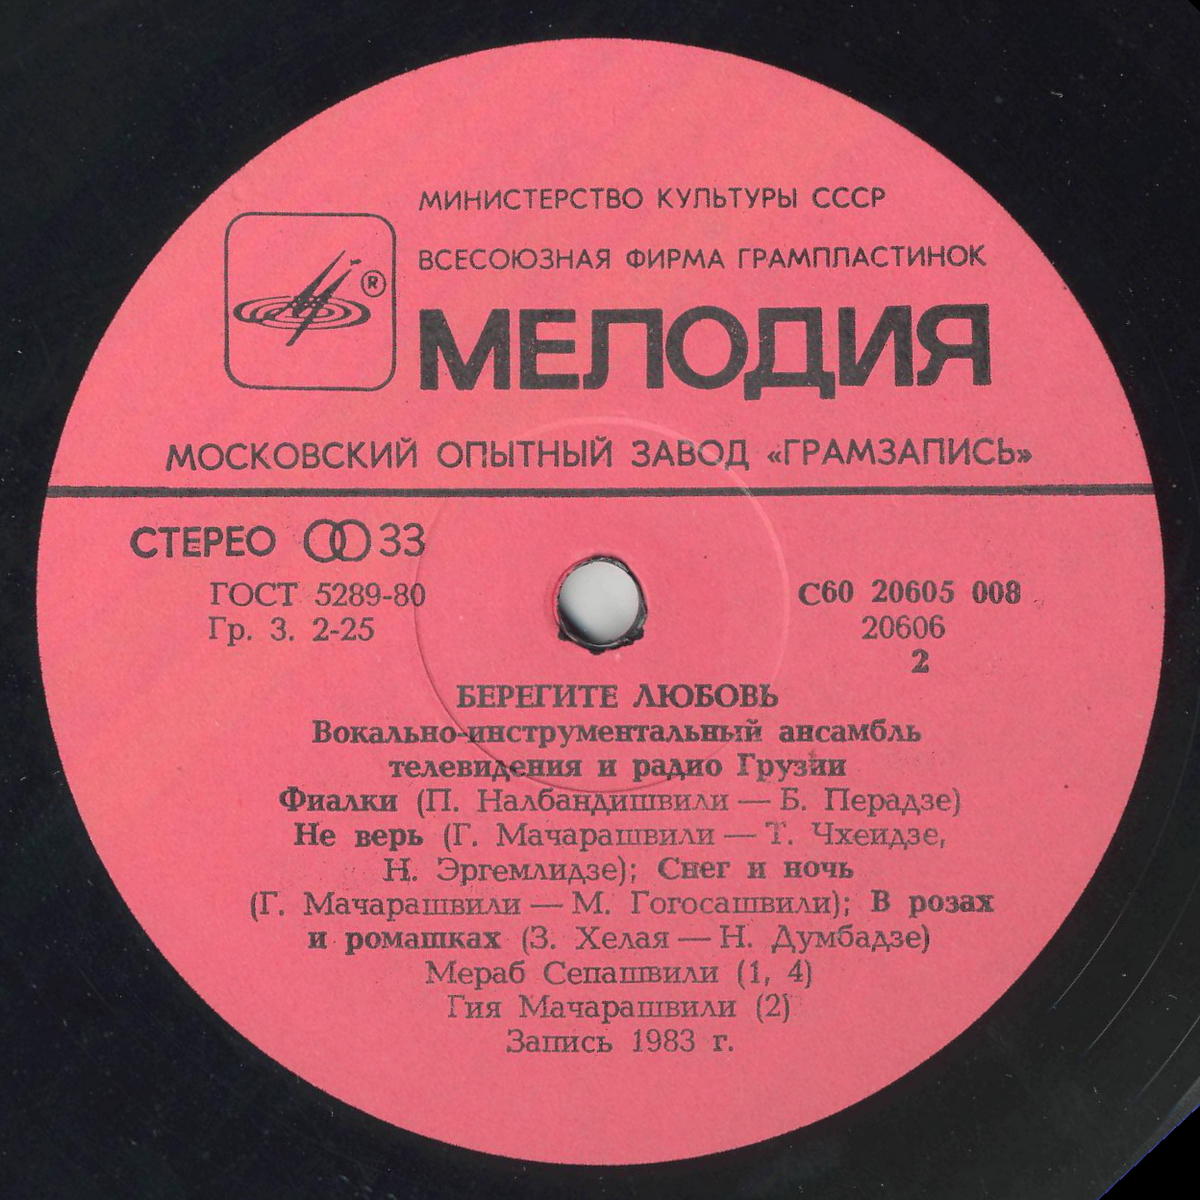 МИНИСТЕРСТВО КУЛЬТУРЫ СССР
ВСЕСОЮЗНАЯ ФИРМА ГРАМПЛАСТИНОК
®
МЕЛОДИЯ
МОСКОВСКИЙ ОПЫТНЫЙ ЗАВОД «ГРАМЗАПИСЬ»
СТЕРЕО 33
ГОСТ 5289-80
Гр. 3. 2-25
С60 20605 008
20606
2
БЕРЕГИТЕ ЛЮБОВЬ
Вокально-инструментальный ансамбль
телевидения и радио Грузии
Фиалки (П. Налбандишвили — Б. Перадзе)
Не верь (Г. Мачарашвили — Т. Чхеидзе,
Н. Эргемлидзе); Снег и ночь
(Г. Мачарашвили — М. Гогосашвили); В розах
и ромашках (З. Хелая — Н. Думбадзе)
Мераб Сепашвили (1, 4)
Гия Мачарашвили (2)
Запись 1983 г.